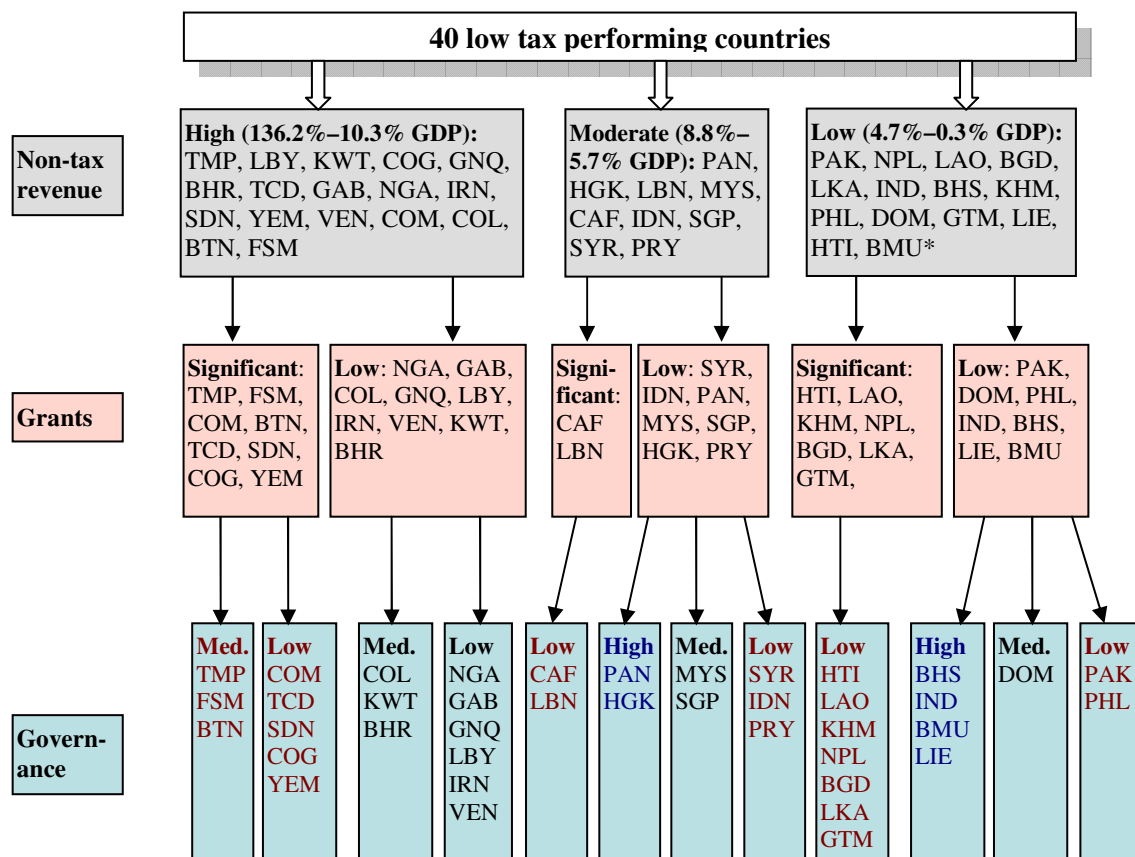 40 low tax performing countries
Non-tax
revenue
High (136.2%–10.3% GDP):
TMP, LBY, KWT, COG, GNQ,
BHR, TCD, GAB, NGA, IRN,
SDN, YEM, VEN, COM, COL,
BTN, FSM
Moderate (8.8%–
5.7% GDP): PAN,
HGK, LBN, MYS,
CAF, IDN, SGP,
SYR, PRY
Low (4.7%–0.3% GDP):
PAK, NPL, LAO, BGD,
LKA, IND, BHS, KHM,
PHL, DOM, GTM, LIE,
HTI, BMU*
Grants
Significant:
TMP, FSM,
COM, BTN,
TCD, SDN,
COG, YEM
Low: NGA, GAB,
COL, GNQ, LBY,
IRN, VEN, KWT,
BHR
Signi-
ficant:
CAF
LBN
Low: SYR,
IDN, PAN,
MYS, SGP,
HGK, PRY
Significant:
HTI, LAO,
KHM, NPL,
BGD, LKA,
GTM,
Low: PAK,
DOM, PHL,
IND, BHS,
LIE, BMU
Govern-
ance
Med.
TMP
FSM
BTN
Low
COM
TCD
SDN
COG
YEM
Med.
COL
KWT
BHR
Low
NGA
GAB
GNQ
LBY
IRN
VEN
Low
CAF
LBN
High
PAN
HGK
Med.
MYS
SGP
Low
SYR
IDN
PRY
Low
HTI
LAO
KHM
NPL
BGD
LKA
GTM
High
BHS
IND
BMU
LIE
Med.
DOM
Low
PAK
PHL